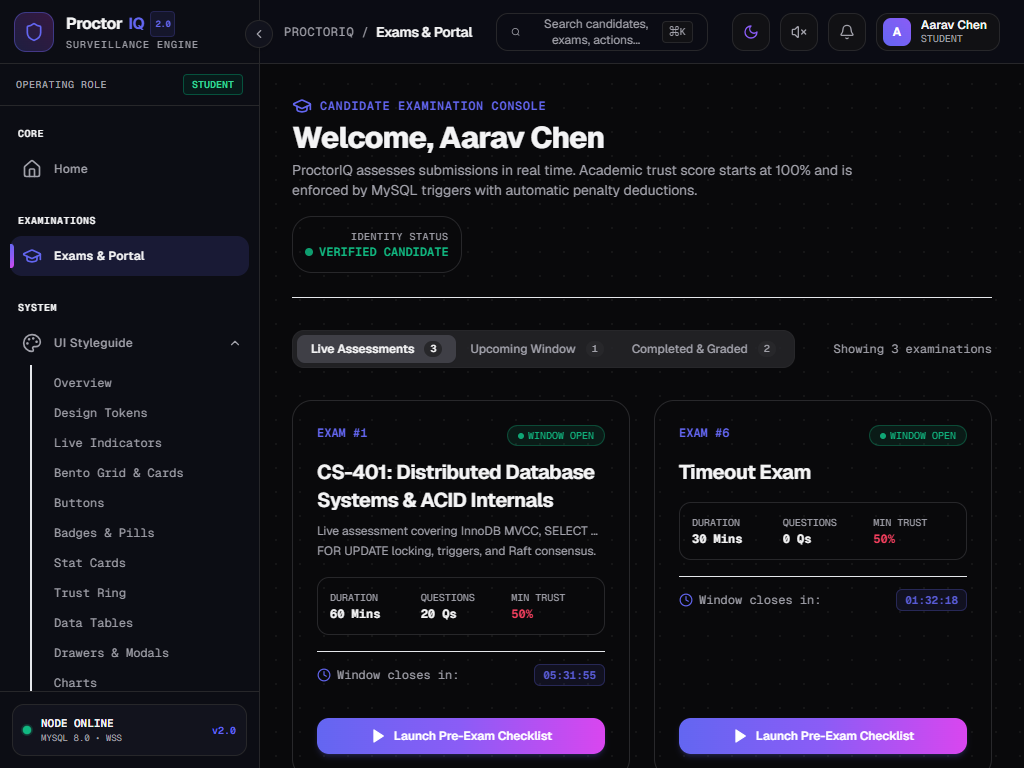 Proctor IQ 2.0
SURVEILLANCE ENGINE
OPERATING ROLE
STUDENT
CORE
Home
EXAMINATIONS
Exams & Portal
SYSTEM
UI Styleguide
Overview
Design Tokens
Live Indicators
Bento Grid & Cards
Buttons
Badges & Pills
Stat Cards
Trust Ring
Data Tables
Drawers & Modals
Charts
NODE ONLINE
MYSQL 8.0 • WSS
v2.0
PROCTORIQ / Exams & Portal
Search candidates,
exams, actions...
⌘K
A
Aarav Chen
STUDENT
CANDIDATE EXAMINATION CONSOLE
Welcome, Aarav Chen
ProctorIQ assesses submissions in real time. Academic trust score starts at 100% and is
enforced by MySQL triggers with automatic penalty deductions.
IDENTITY STATUS
VERIFIED CANDIDATE
Live Assessments 3
Upcoming Window 1
Completed & Graded 2
Showing 3 examinations
EXAM #1
WINDOW OPEN
CS-401: Distributed Database
Systems & ACID Internals
Live assessment covering InnoDB MVCC, SELECT ...
FOR UPDATE locking, triggers, and Raft consensus.
DURATION QUESTIONS MIN TRUST
60 Mins 20 Qs 50%
Window closes in: 05:31:55
Launch Pre-Exam Checklist
EXAM #6
WINDOW OPEN
Timeout Exam
DURATION QUESTIONS MIN TRUST
30 Mins 0 Qs 50%
Window closes in: 01:32:18
Launch Pre-Exam Checklist